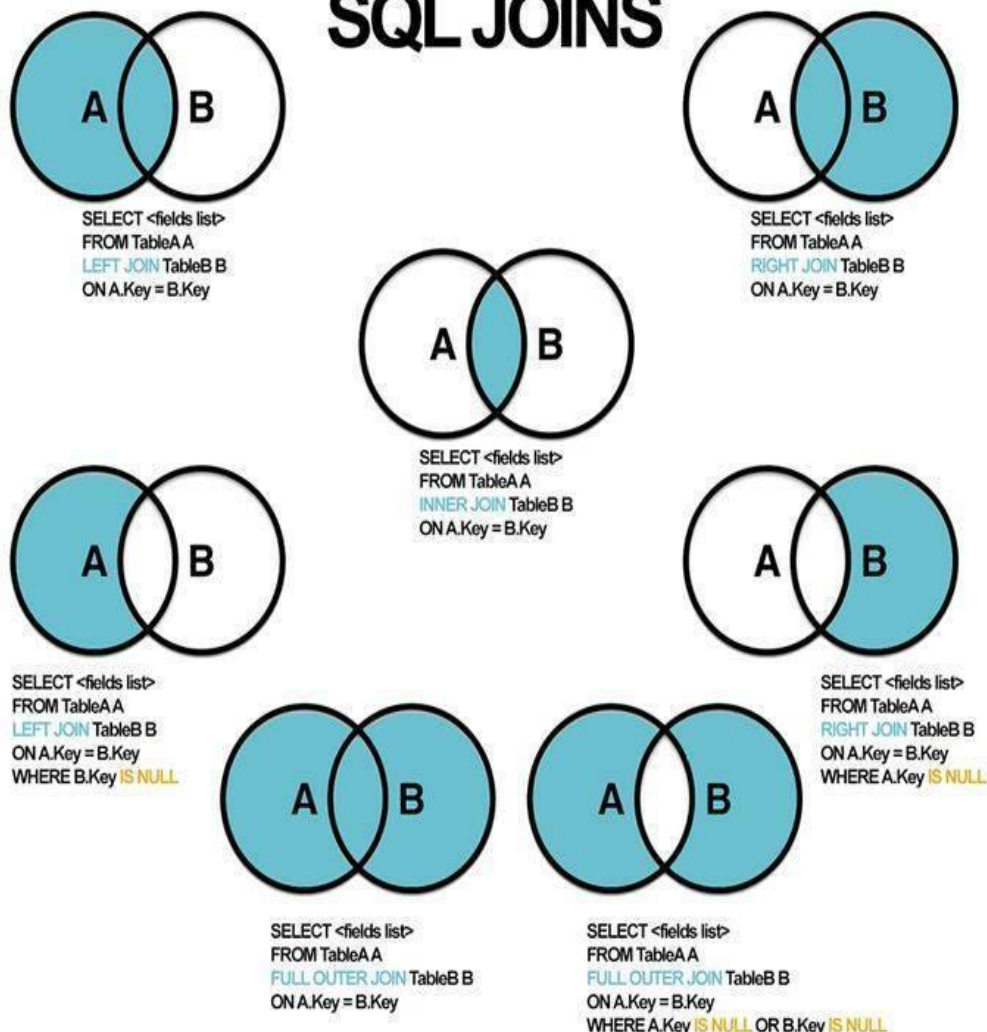 SQL JOINS
A B
SELECT <fields list>
FROM TableA A
LEFT JOIN TableB B
ON A.Key = B.Key
A B
SELECT <fields list>
FROM TableA A
RIGHT JOIN TableB B
ON A.Key = B.Key
A B
SELECT <fields list>
FROM TableA A
INNER JOIN TableB B
ON A.Key = B.Key
A B
SELECT <fields list>
FROM TableA A
LEFT JOIN TableB B
ON A.Key = B.Key
WHERE B.Key IS NULL
A B
SELECT <fields list>
FROM TableA A
RIGHT JOIN TableB B
ON A.Key = B.Key
WHERE A.Key IS NULL
A B
SELECT <fields list>
FROM TableA A
FULL OUTER JOIN TableB B
ON A.Key = B.Key
A B
SELECT <fields list>
FROM TableA A
FULL OUTER JOIN TableB B
ON A.Key = B.Key
WHERE A.Key IS NULL OR B.Key IS NULL